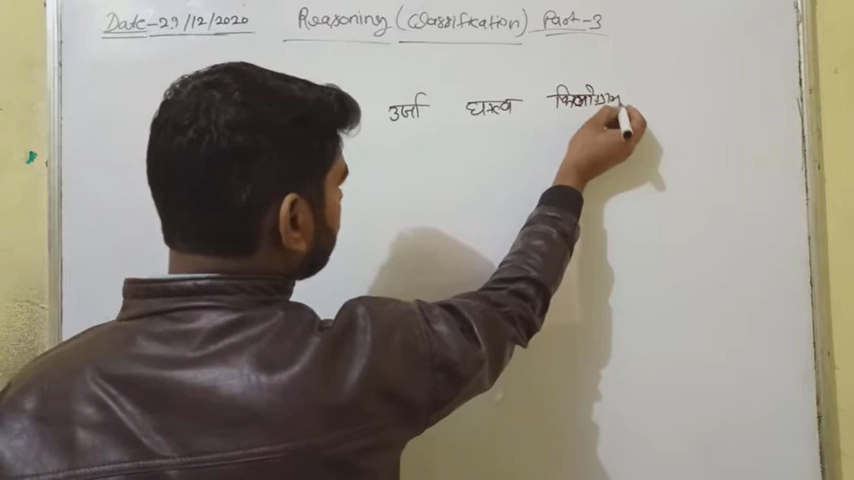 Date-29/12/2020 Reasoning (Classification) Part-3
उर्जा घनत्व किलोग्राम